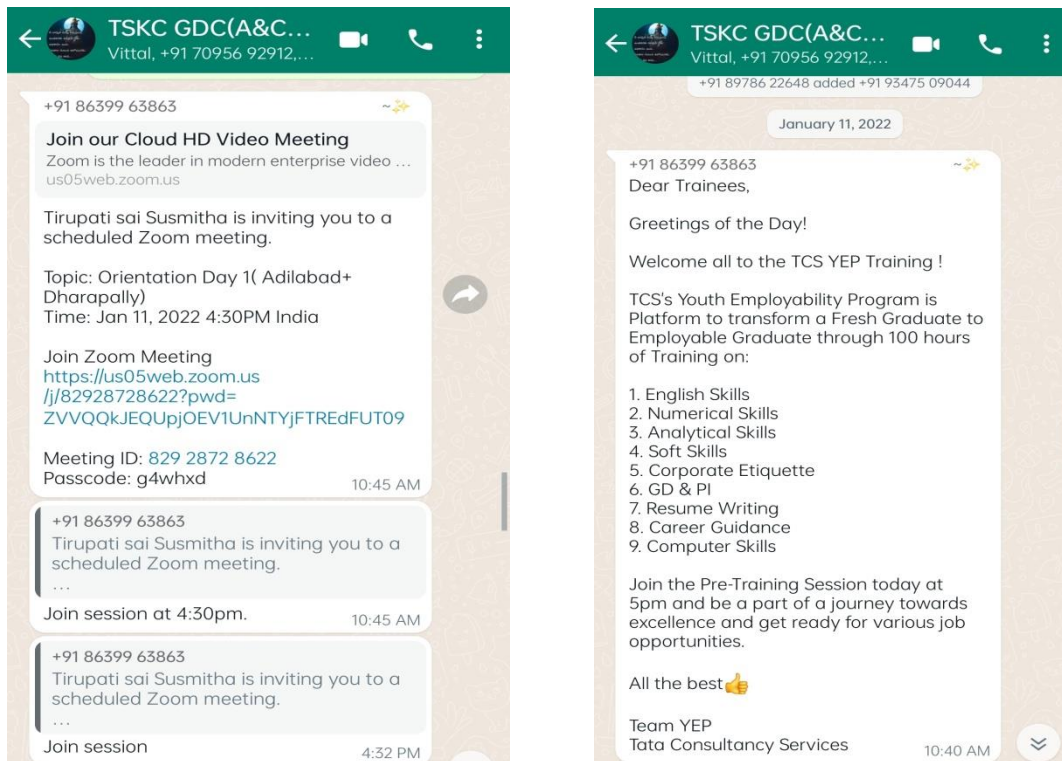 TSKC GDC(A&C...
Vittal, +91 70956 92912,...
+91 86399 63863
~✨
Join our Cloud HD Video Meeting
Zoom is the leader in modern enterprise video ...
us05web.zoom.us
Tirupati sai Susmitha is inviting you to a
scheduled Zoom meeting.
Topic: Orientation Day 1( Adilabad+
Dharapally)
Time: Jan 11, 2022 4:30PM India
Join Zoom Meeting
https://us05web.zoom.us
/j/82928728622?pwd=
ZVVQQkJEQUpjOEV1UnNTYjFTREdFUT09
Meeting ID: 829 2872 8622
Passcode: g4whxd
10:45 AM
+91 86399 63863
Tirupati sai Susmitha is inviting you to a
scheduled Zoom meeting.
...
Join session at 4:30pm.
10:45 AM
+91 86399 63863
Tirupati sai Susmitha is inviting you to a
scheduled Zoom meeting.
...
Join session
4:32 PM
TSKC GDC(A&C...
Vittal, +91 70956 92912,...
+91 89786 22648 added +91 93475 09044
January 11, 2022
+91 86399 63863
~✨
Dear Trainees,
Greetings of the Day!
Welcome all to the TCS YEP Training !
TCS's Youth Employability Program is
Platform to transform a Fresh Graduate to
Employable Graduate through 100 hours
of Training on:
1. English Skills
2. Numerical Skills
3. Analytical Skills
4. Soft Skills
5. Corporate Etiquette
6. GD & PI
7. Resume Writing
8. Career Guidance
9. Computer Skills
Join the Pre-Training Session today at
5pm and be a part of a journey towards
excellence and get ready for various job
opportunities.
All the best👍
Team YEP
Tata Consultancy Services
10:40 AM